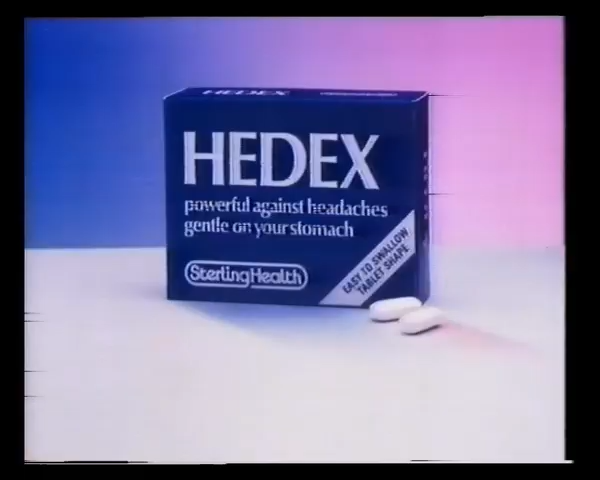 HEDEX
HEDEX
powerful against headaches
gentle on your stomach
EASY TO SWALLOW
TABLET SHAPE
SterlingHealth